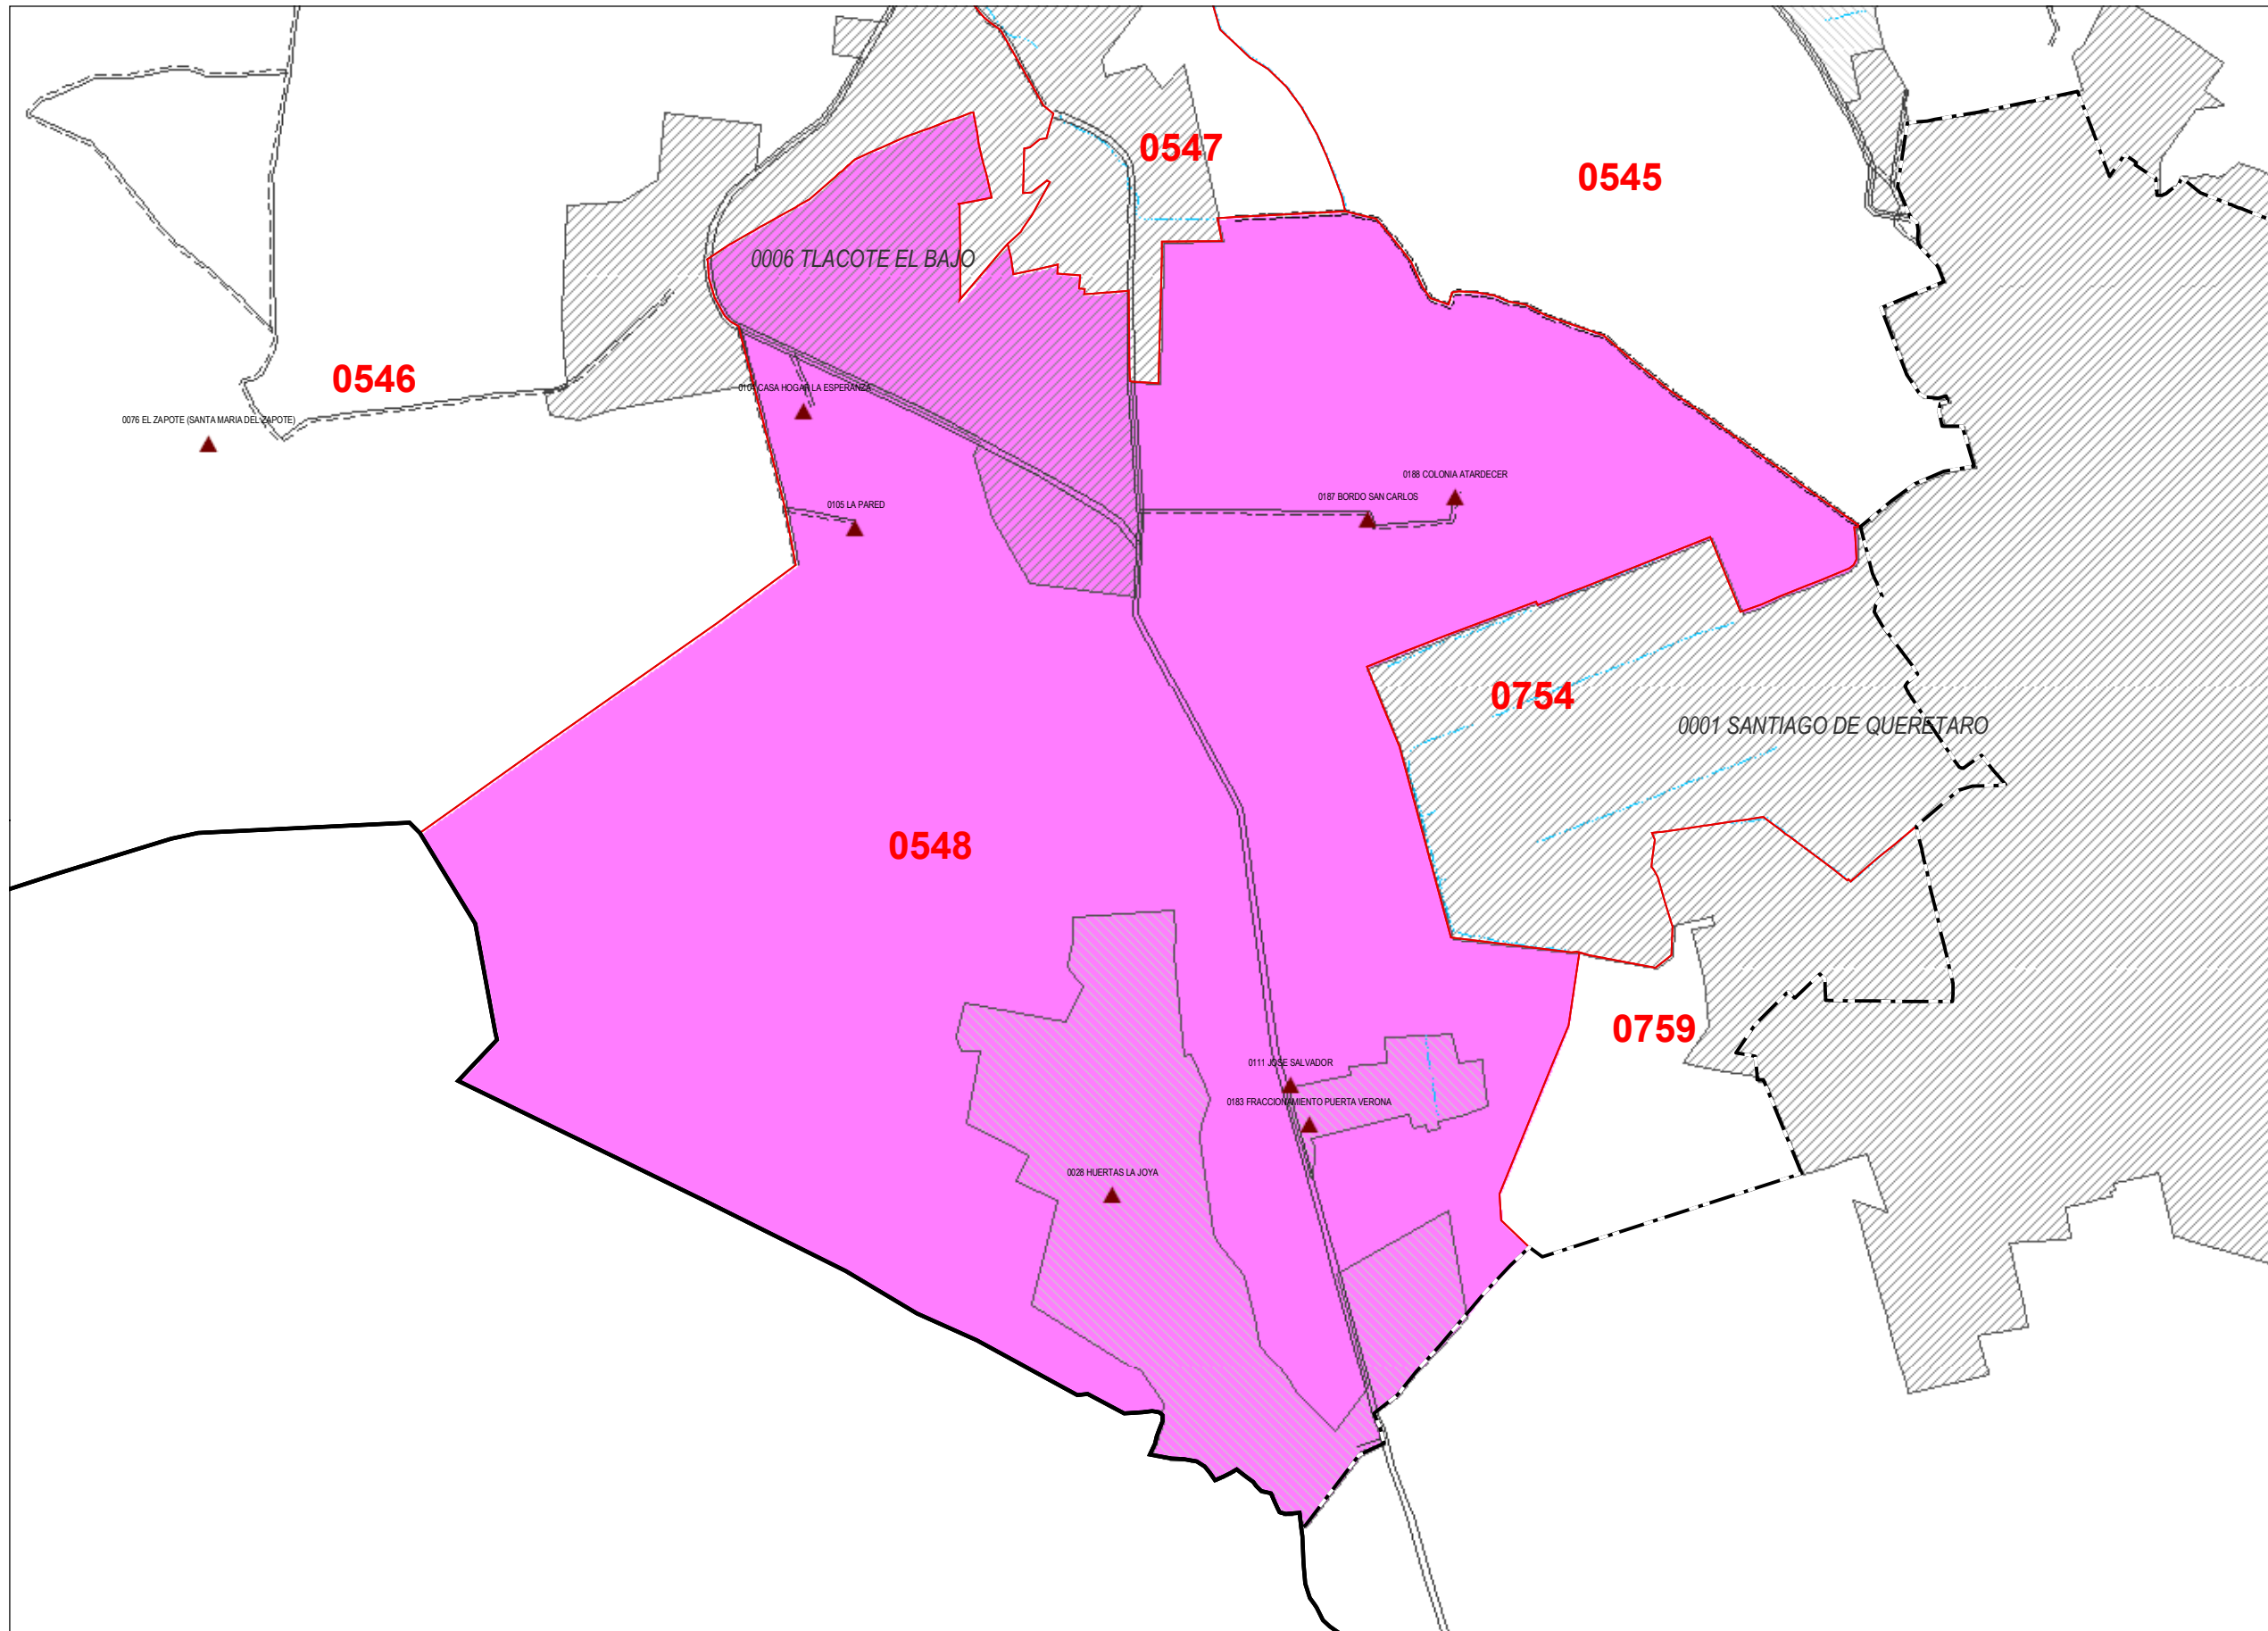 0547
0545
0006 TLACOTE EL BAJO
0546
0104 CASA HOGAR LA ESPERANZA
0076 EL ZAPOTE (SANTA MARIA DEL ZAPOTE)
0188 COLONIA ATARDECER
0187 BORDO SAN CARLOS
0105 LA PARED
0754
0001 SANTIAGO DE QUERETARO
0548
0759
0111 JOSE SALVADOR
0183 FRACCIONAMIENTO PUERTA VERONA
0028 HUERTAS LA JOYA